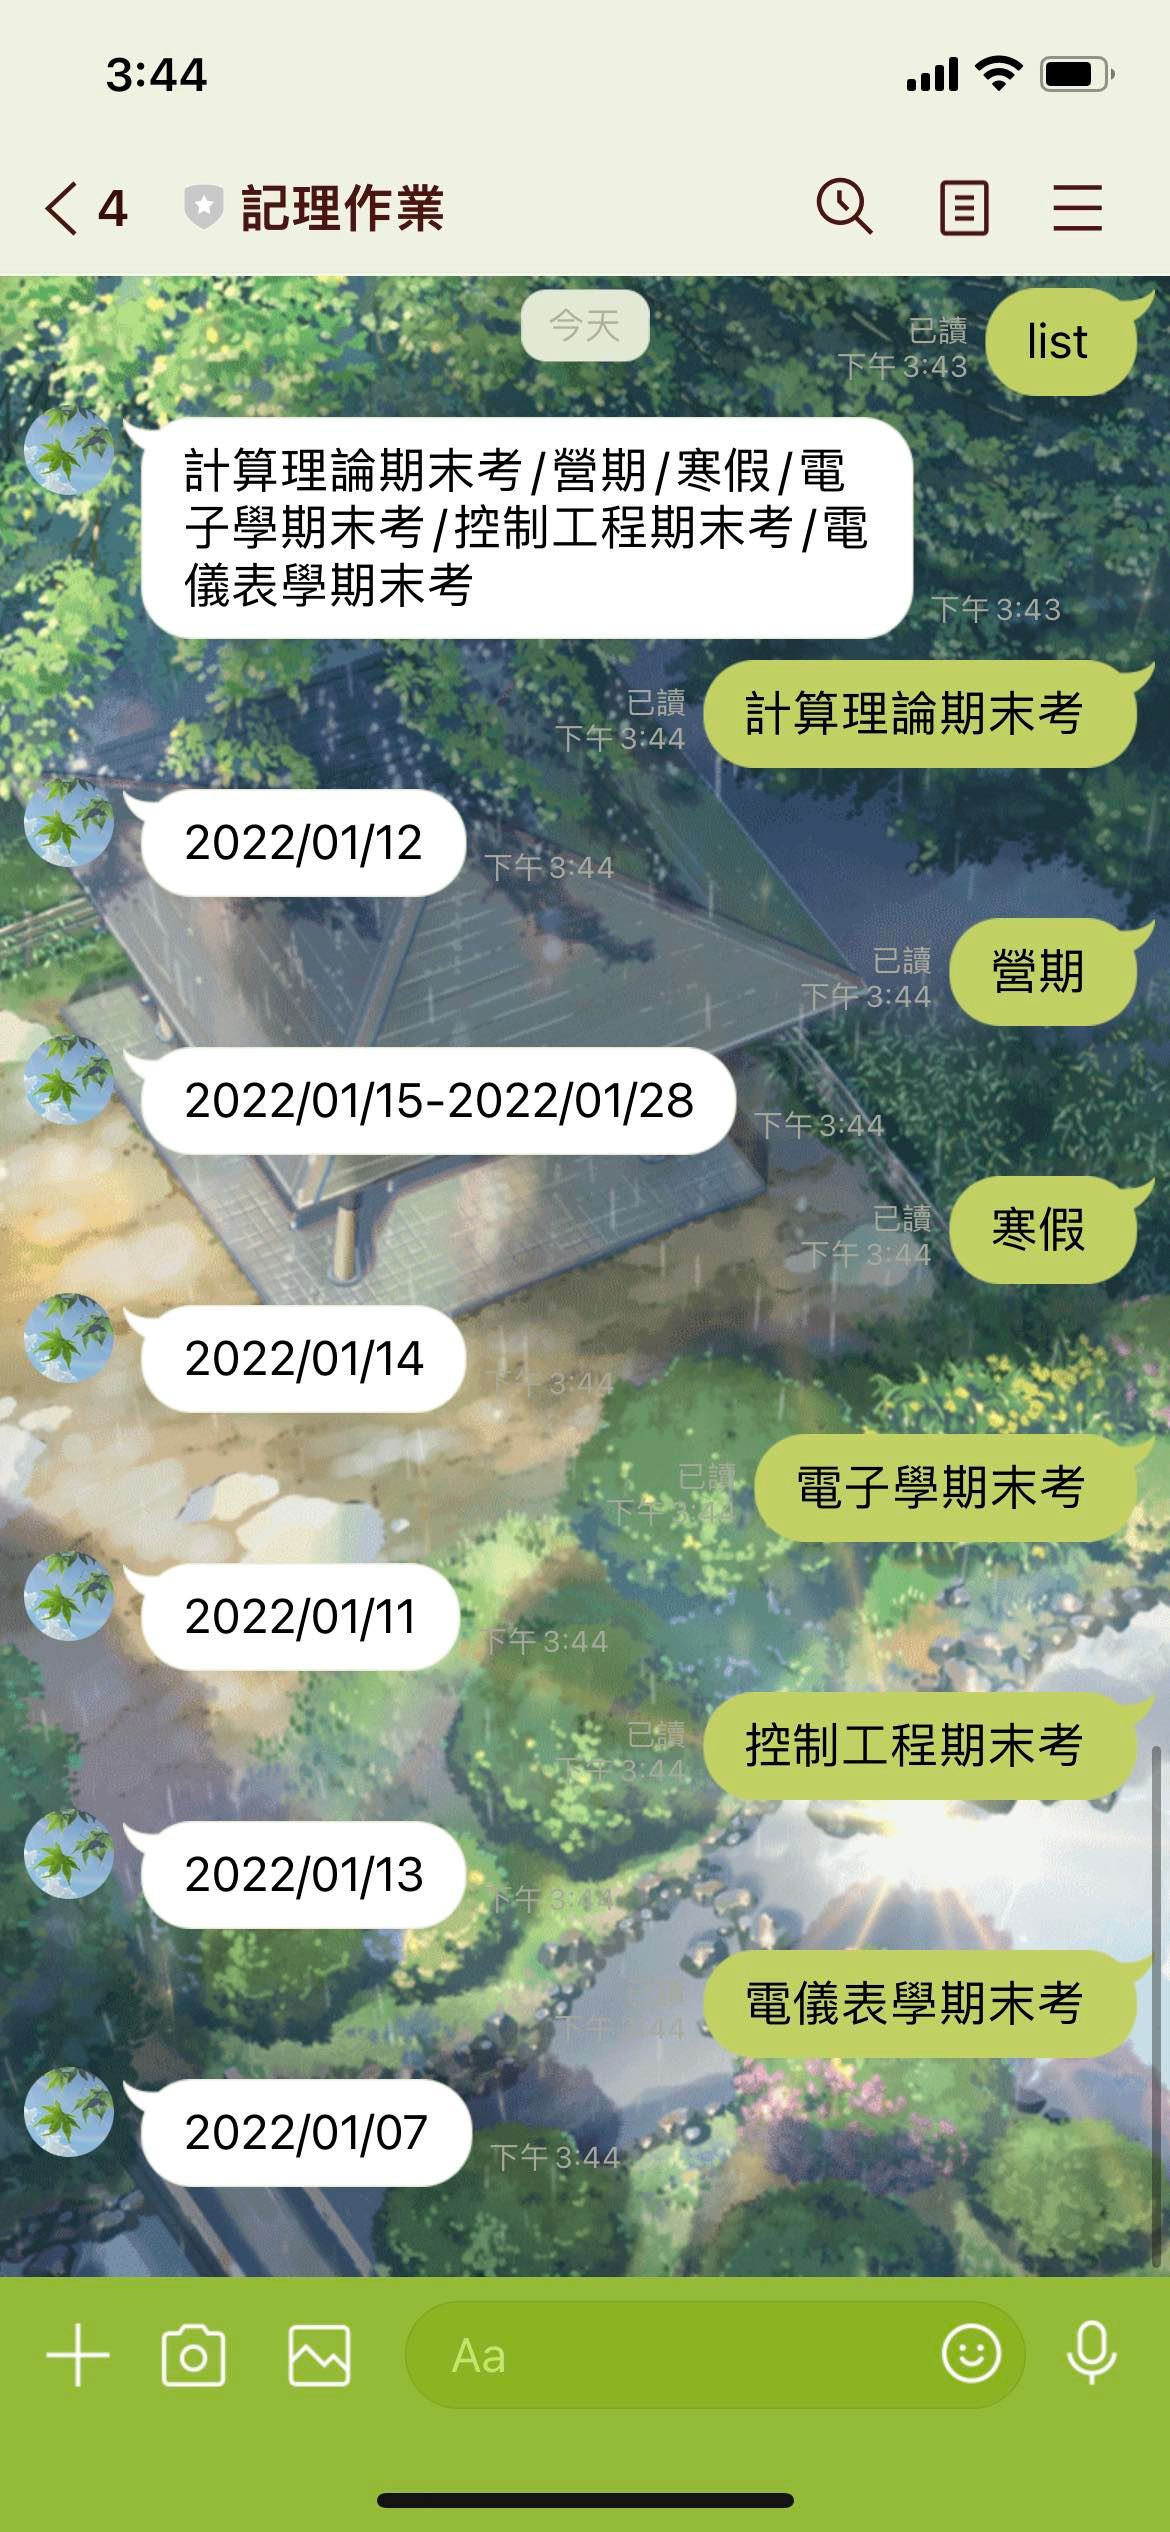 3:44
4 記理作業
今天
已讀
下午 3:43
list
計算理論期末考/營期/寒假/電
子學期末考/控制工程期末考/電
儀表學期末考
下午 3:43
已讀
下午 3:44
計算理論期末考
2022/01/12
下午 3:44
已讀
下午 3:44
營期
2022/01/15-2022/01/28
下午 3:44
已讀
下午 3:44
寒假
2022/01/14
下午 3:44
已讀
下午 3:44
電子學期末考
2022/01/11
下午 3:44
已讀
下午 3:44
控制工程期末考
2022/01/13
下午 3:44
已讀
下午 3:44
電儀表學期末考
2022/01/07
下午 3:44
Aa